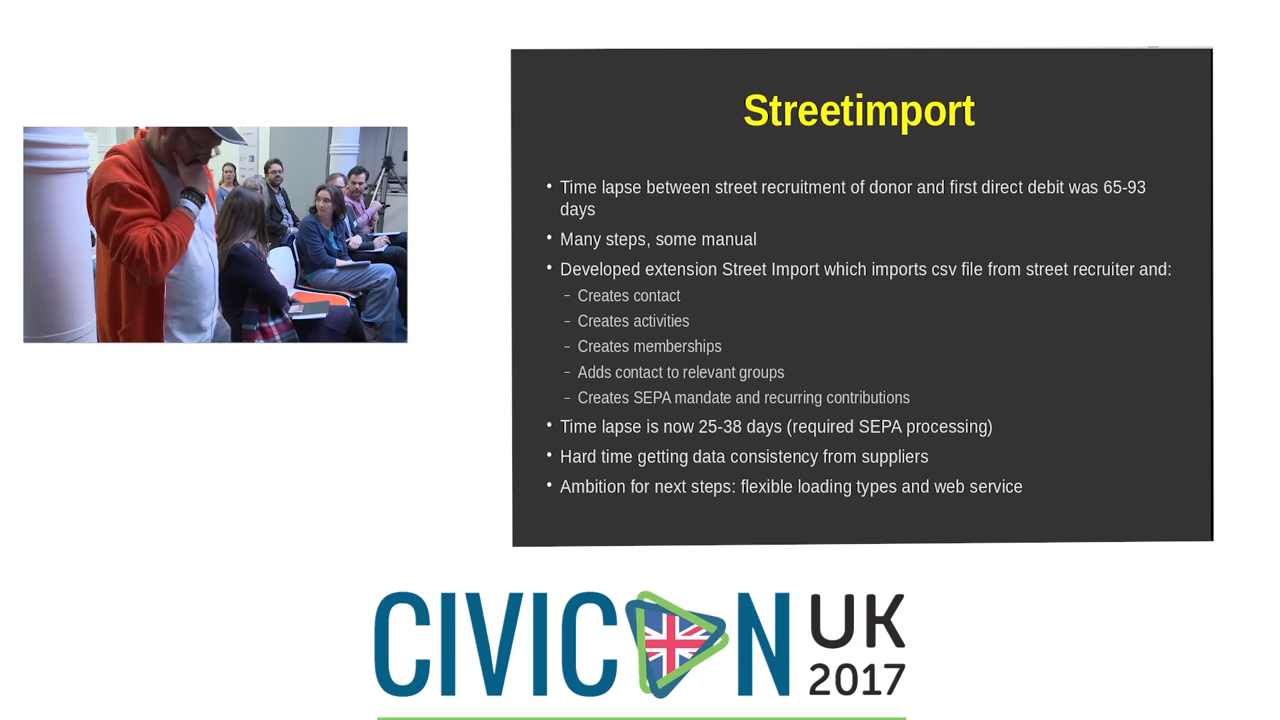 Streetimport
• Time lapse between street recruitment of donor and first direct debit was 65-93
days
• Many steps, some manual
• Developed extension Street Import which imports csv file from street recruiter and:
– Creates contact
– Creates activities
– Creates memberships
– Adds contact to relevant groups
– Creates SEPA mandate and recurring contributions
• Time lapse is now 25-38 days (required SEPA processing)
• Hard time getting data consistency from suppliers
• Ambition for next steps: flexible loading types and web service
CIVICON UK
2017